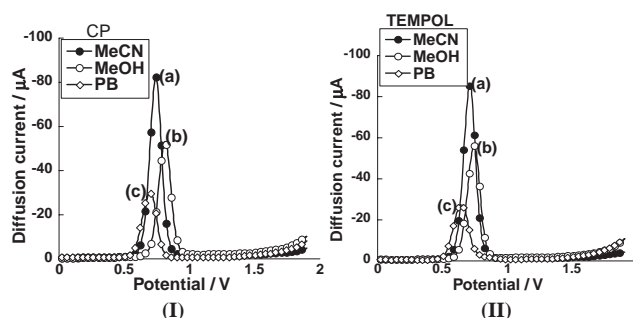 CP
MeCN
MeOH
PB
(a)
(b)
(c)
-100
-80
-60
-40
-20
0
Diffusion current / μA
0
0.5
1.0
1.5
2
Potential / V
(I)
TEMPOL
MeCN
MeOH
PB
(a)
(b)
(c)
-100
-80
-60
-40
-20
0
Diffusion current / μA
0
0.5
1.0
1.5
Potential / V
(II)